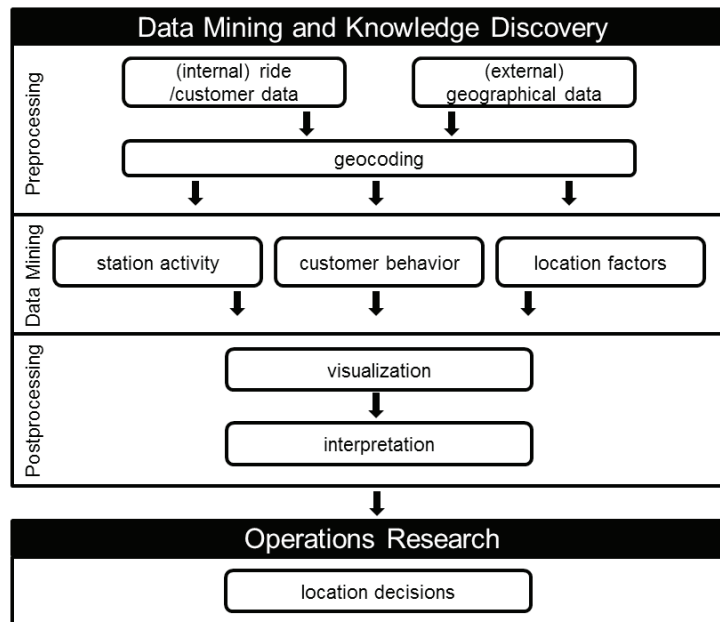 Data Mining and Knowledge Discovery
Preprocessing
(internal) ride
/customer data
(external)
geographical data
geocoding
Data Mining
station activity
customer behavior
location factors
Postprocessing
visualization
interpretation
Operations Research
location decisions